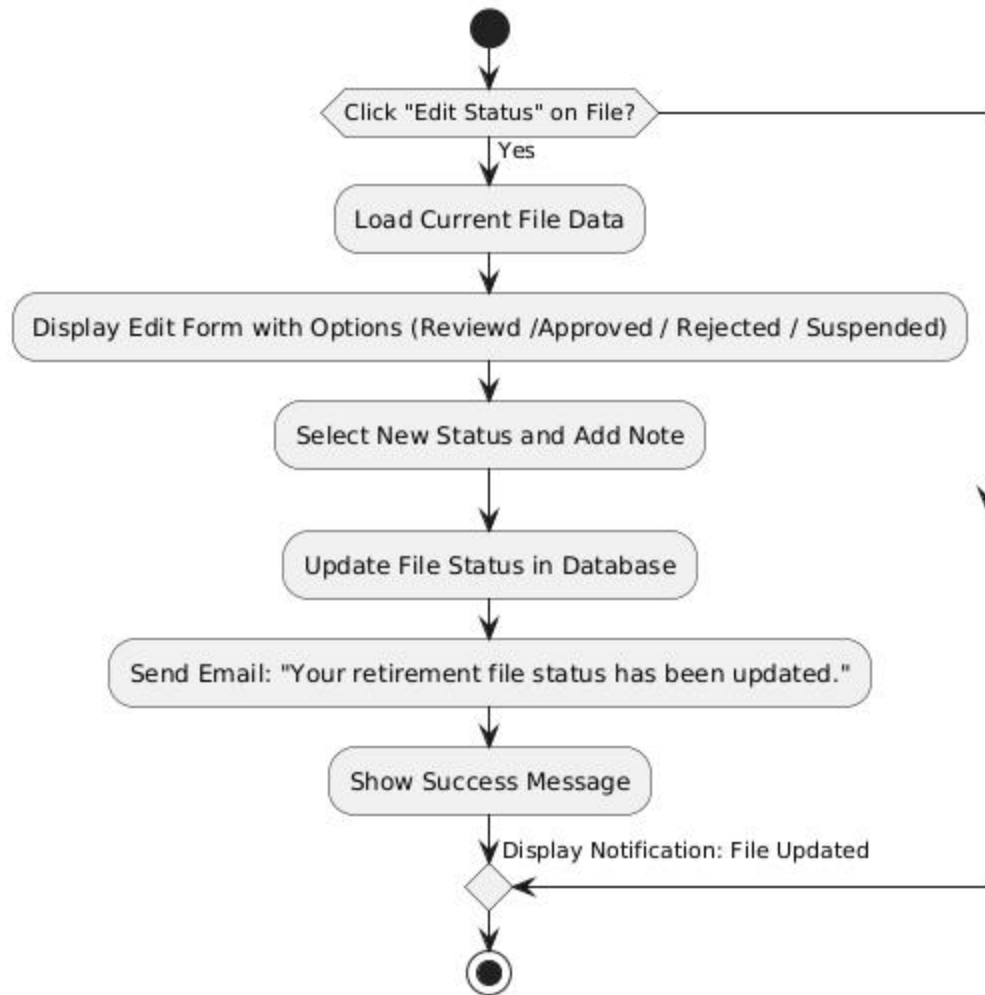 Click "Edit Status" on File?
Yes
Load Current File Data
Display Edit Form with Options (Reviewd /Approved / Rejected / Suspended)
Select New Status and Add Note
Update File Status in Database
Send Email: "Your retirement file status has been updated."
Show Success Message
Display Notification: File Updated